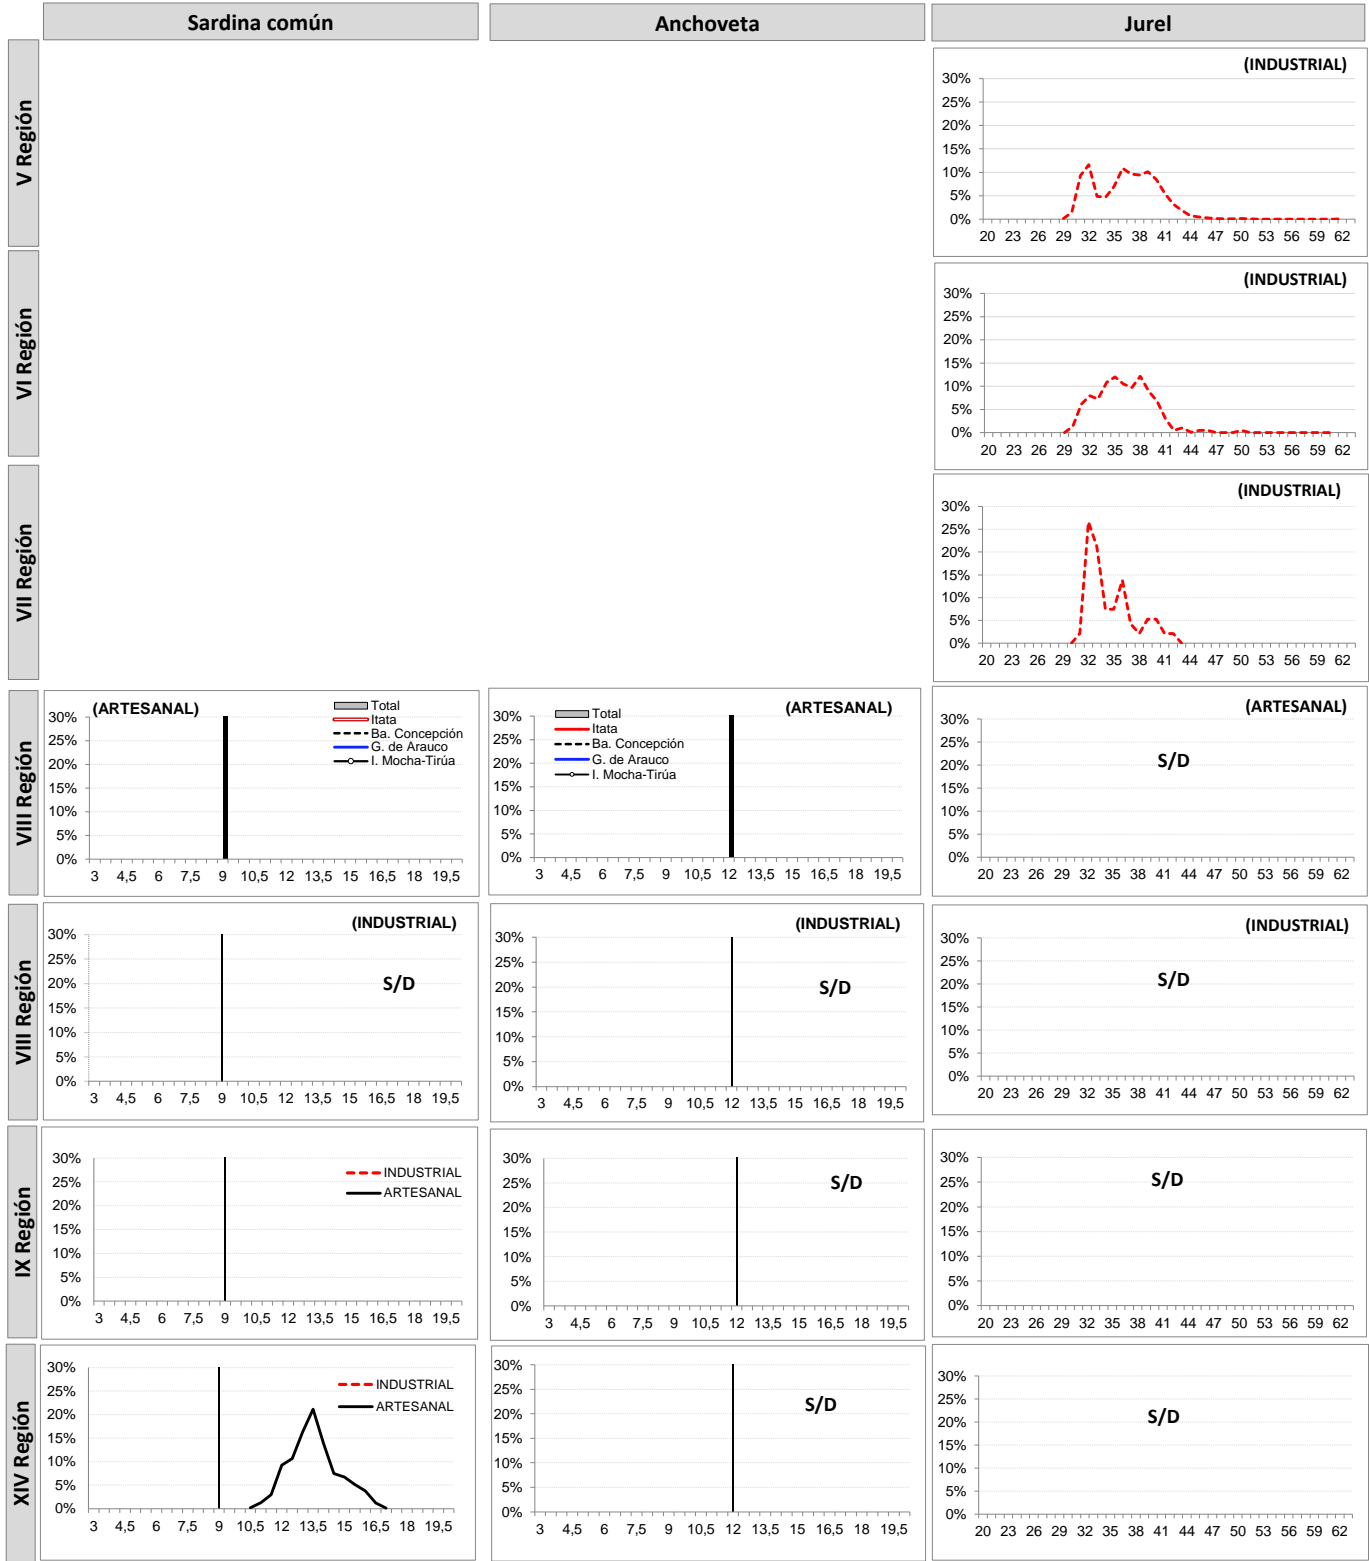 Sardina común
Anchoveta
Jurel
V Región
(INDUSTRIAL)
30%
25%
20%
15%
10%
5%
0%
20 23 26 29 32 35 38 41 44 47 50 53 56 59 62
VI Región
(INDUSTRIAL)
30%
25%
20%
15%
10%
5%
0%
20 23 26 29 32 35 38 41 44 47 50 53 56 59 62
VII Región
(INDUSTRIAL)
30%
25%
20%
15%
10%
5%
0%
20 23 26 29 32 35 38 41 44 47 50 53 56 59 62
VIII Región
(ARTESANAL)
Total
Itata
Ba. Concepción
G. de Arauco
I. Mocha-Tirúa
30%
25%
20%
15%
10%
5%
0%
3 4,5 6 7,5 9 10,5 12 13,5 15 16,5 18 19,5
(ARTESANAL)
Total
Itata
Ba. Concepción
G. de Arauco
I. Mocha-Tirúa
30%
25%
20%
15%
10%
5%
0%
3 4,5 6 7,5 9 10,5 12 13,5 15 16,5 18 19,5
(ARTESANAL)
S/D
30%
25%
20%
15%
10%
5%
0%
20 23 26 29 32 35 38 41 44 47 50 53 56 59 62
VIII Región
(INDUSTRIAL)
S/D
30%
25%
20%
15%
10%
5%
0%
3 4,5 6 7,5 9 10,5 12 13,5 15 16,5 18 19,5
(INDUSTRIAL)
S/D
30%
25%
20%
15%
10%
5%
0%
3 4,5 6 7,5 9 10,5 12 13,5 15 16,5 18 19,5
(INDUSTRIAL)
S/D
30%
25%
20%
15%
10%
5%
0%
20 23 26 29 32 35 38 41 44 47 50 53 56 59 62
IX Región
INDUSTRIAL
ARTESANAL
30%
25%
20%
15%
10%
5%
0%
3 4,5 6 7,5 9 10,5 12 13,5 15 16,5 18 19,5
S/D
30%
25%
20%
15%
10%
5%
0%
3 4,5 6 7,5 9 10,5 12 13,5 15 16,5 18 19,5
S/D
30%
25%
20%
15%
10%
5%
0%
20 23 26 29 32 35 38 41 44 47 50 53 56 59 62
XIV Región
INDUSTRIAL
ARTESANAL
30%
25%
20%
15%
10%
5%
0%
3 4,5 6 7,5 9 10,5 12 13,5 15 16,5 18 19,5
S/D
30%
25%
20%
15%
10%
5%
0%
3 4,5 6 7,5 9 10,5 12 13,5 15 16,5 18 19,5
S/D
30%
25%
20%
15%
10%
5%
0%
20 23 26 29 32 35 38 41 44 47 50 53 56 59 62